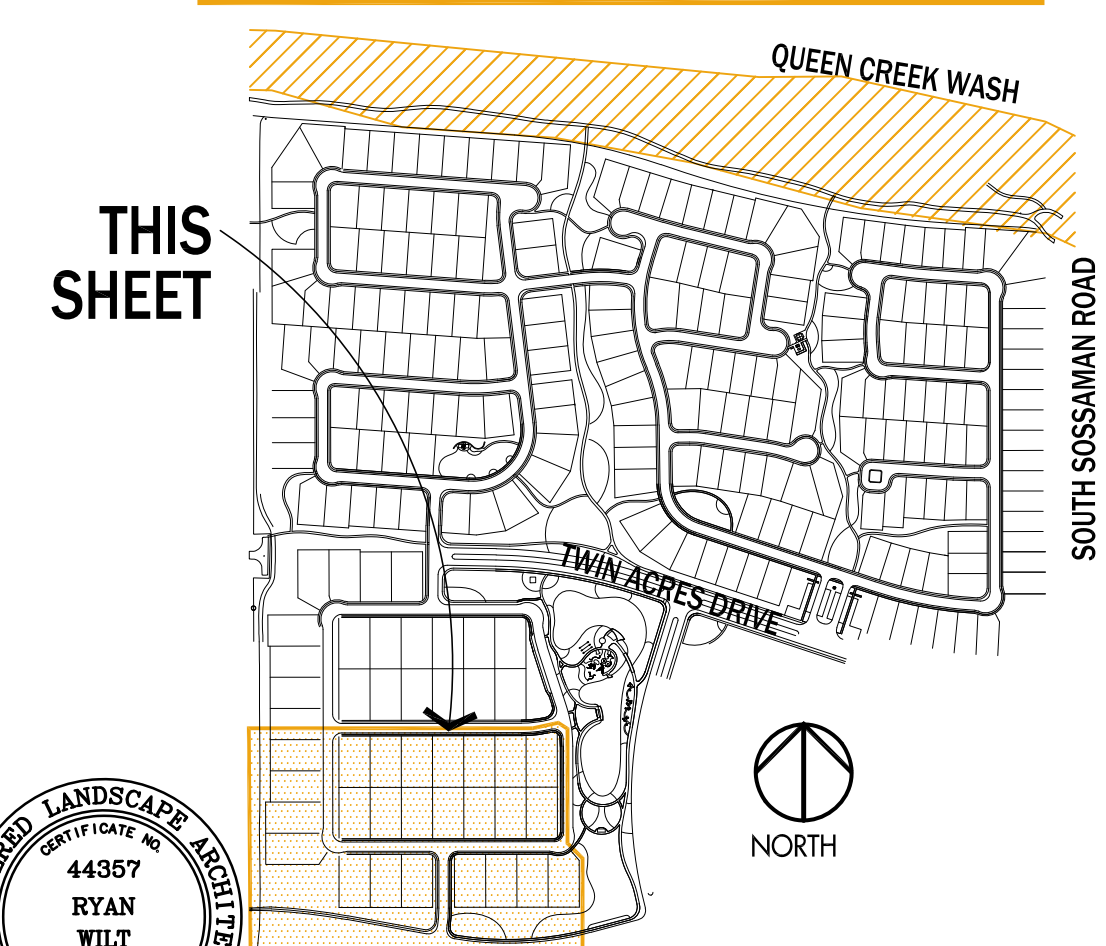 QUEEN CREEK WASH
THIS
SHEET
SOUTH SOSSAMAN ROAD
TWIN ACRES DRIVE
NORTH
LANDSCAPE
CERTIFICATE NO.
44357
RYAN
WILT